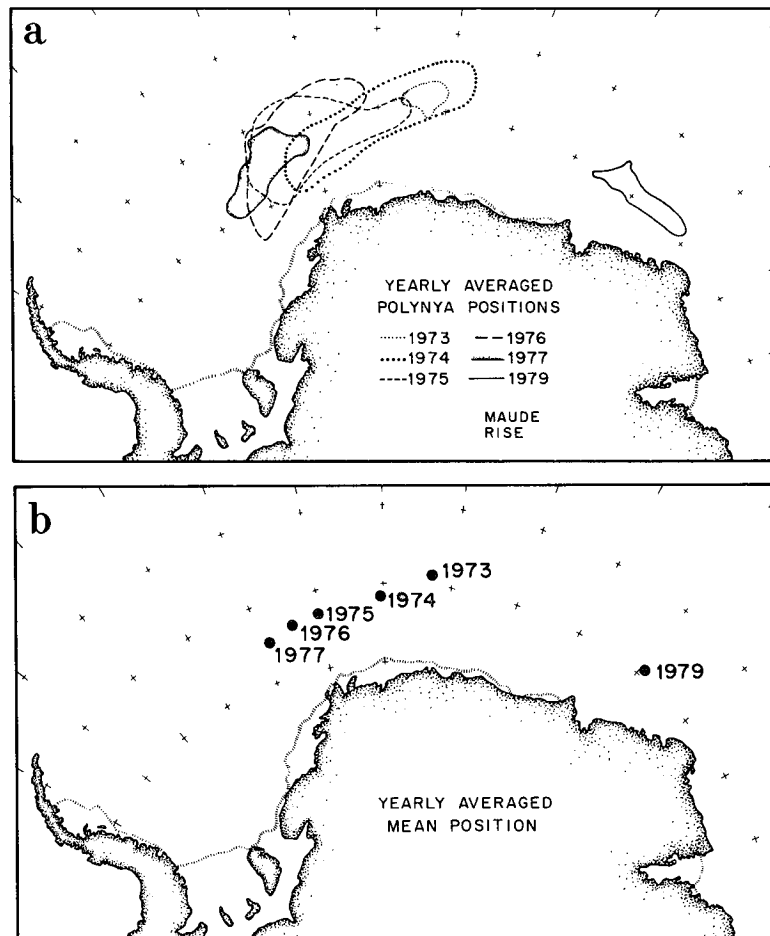 a
YEARLY AVERAGED
POLYNYA POSITIONS
1973 1976
1974 1977
1975 1979
MAUDE
RISE
b
1973
1974
1975
1976
1977
1979
YEARLY AVERAGED
MEAN POSITION